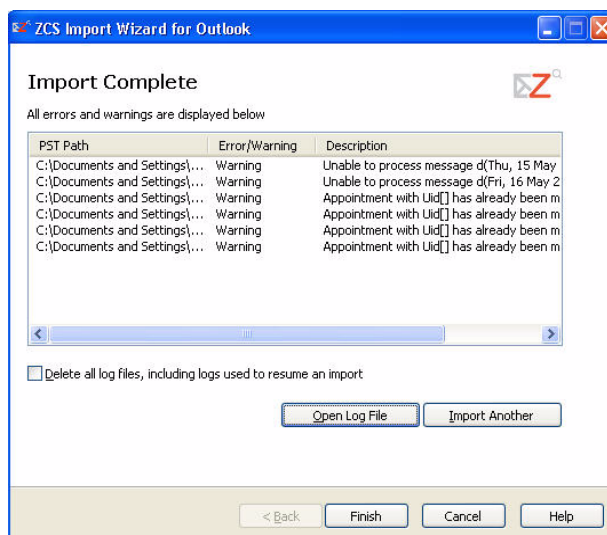 ZCS Import Wizard for Outlook
Import Complete
Z
All errors and warnings are displayed below
PST Path Error/Warning Description
C:\Documents and Settings\... Warning Unable to process message d(Thu, 15 May
C:\Documents and Settings\... Warning Unable to process message d(Fri, 16 May 2
C:\Documents and Settings\... Warning Appointment with Uid[] has already been m
C:\Documents and Settings\... Warning Appointment with Uid[] has already been m
C:\Documents and Settings\... Warning Appointment with Uid[] has already been m
C:\Documents and Settings\... Warning Appointment with Uid[] has already been m
Delete all log files, including logs used to resume an import
Open Log File Import Another
< Back Finish Cancel Help